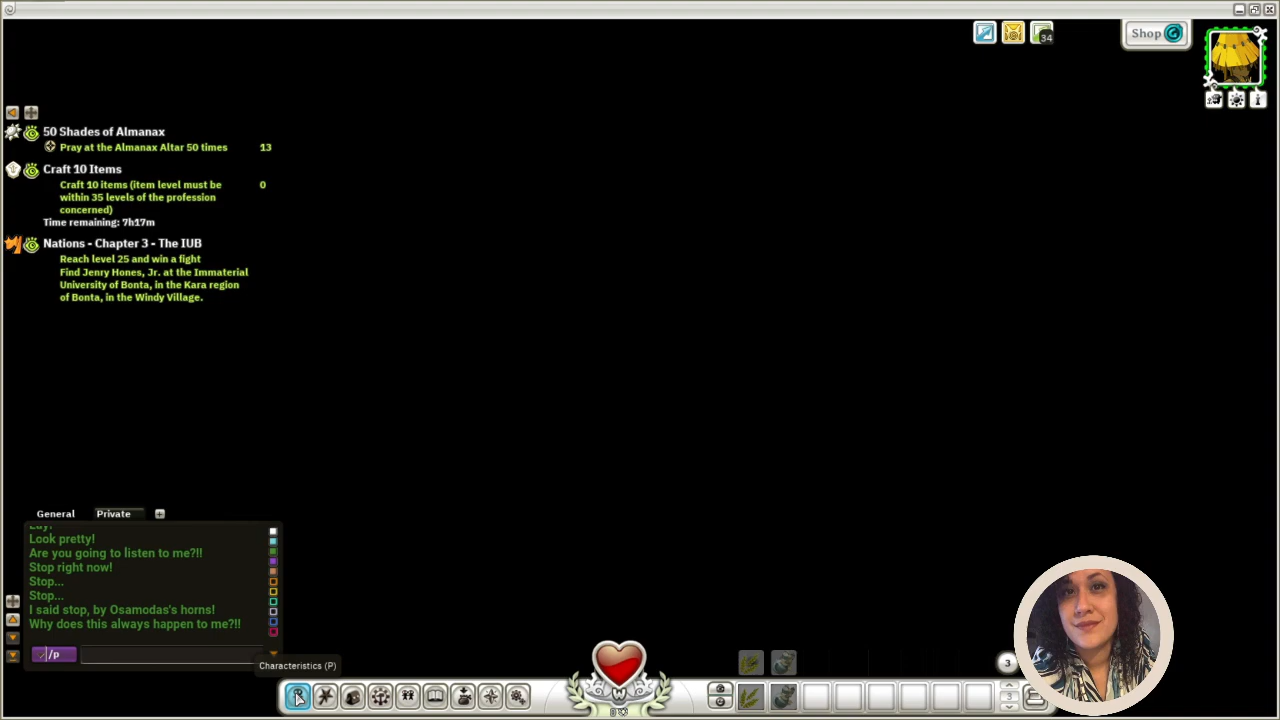 34
Shop
50 Shades of Almanax
Pray at the Almanax Altar 50 times 13
Craft 10 Items
Craft 10 items (item level must be 0
within 35 levels of the profession
concerned)
Time remaining: 7h17m
Nations - Chapter 3 - The IUB
Reach level 25 and win a fight
Find Jenry Hones, Jr. at the Immaterial
University of Bonta, in the Kara region
of Bonta, in the Windy Village.
General Private
Look pretty!
Are you going to listen to me?!!
Stop right now!
Stop...
Stop...
I said stop, by Osamodas's horns!
Why does this always happen to me?!!
/p
Characteristics (P)
3
W
3